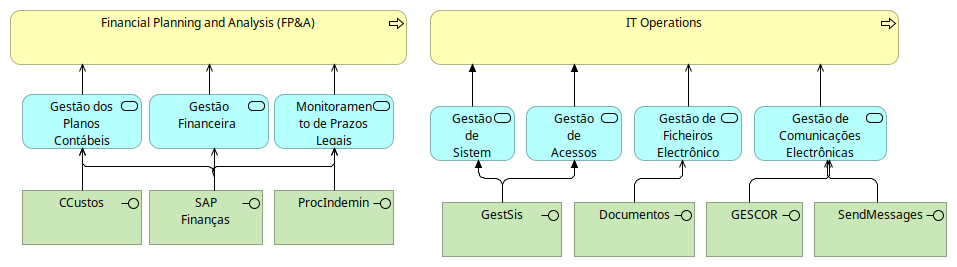 Financial Planning and Analysis (FP&A)
IT Operations
Gestão dos
Planos
Contábeis
Gestão
Financeira
Monitoramen
to de Prazos
Legais
Gestão
de
Sistem
Gestão
de
Acessos
Gestão de
Ficheiros
Electrônico
Gestão de
Comunicações
Electrônicas
CCustos
SAP
Finanças
ProcIndemin
GestSis
Documentos
GESCOR
SendMessages